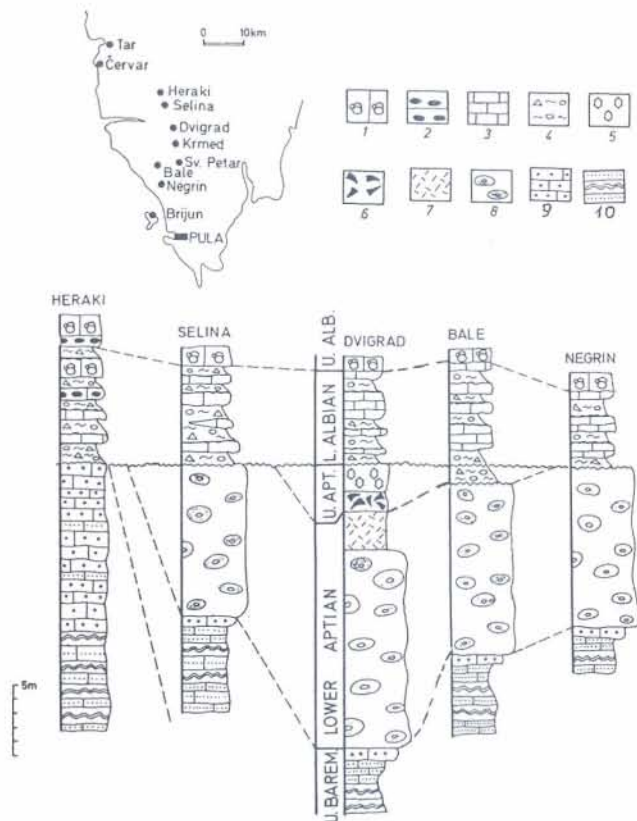 0 10km
Tar
Červar
Heraki
Selina
Dvigrad
Krmed
Sv. Petar
Bale
Negrin
Brijun
PULA
1 2 3 4 5
6 7 8 9 10
HERAKI
SELINA
DVIGRAD
BALE
NEGRIN
U. ALB.
L. ALBIAN
U. APT.
LOWER APTIAN
U. BAREM.
5m